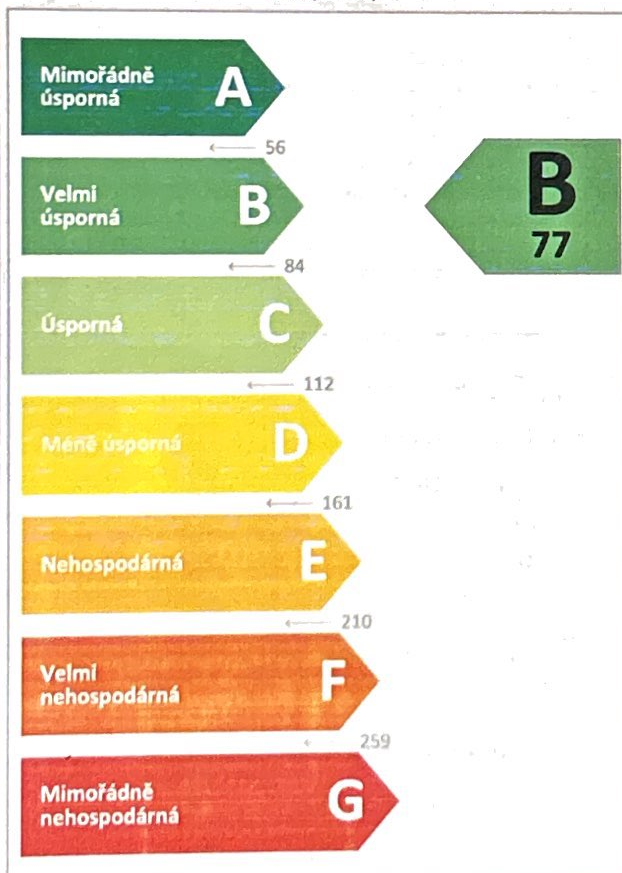 Mimořádně
úsporná
A
← 56
Velmi
úsporná
B
← 84
B
77
Úsporná
C
← 112
Méně úsporná
D
← 161
Nehospodárná
E
← 210
Velmi
nehospodárná
F
← 259
Mimořádně
nehospodárná
G